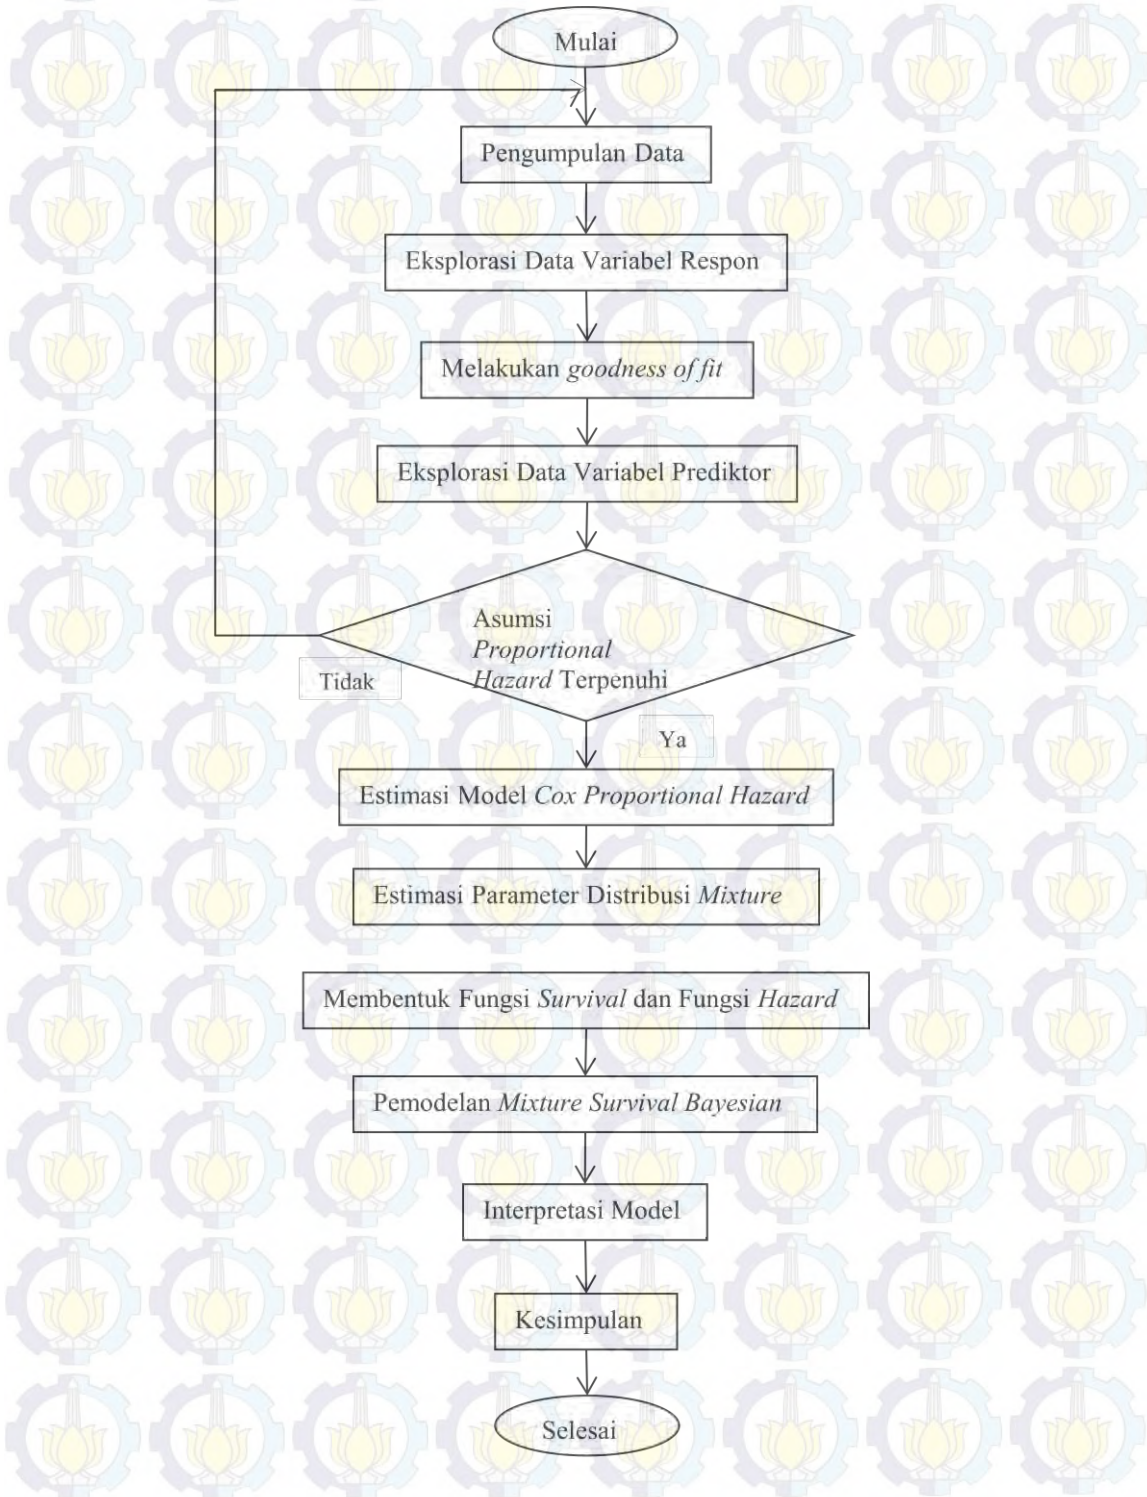 Mulai
Pengumpulan Data
Eksplorasi Data Variabel Respon
Melakukan goodness of fit
Eksplorasi Data Variabel Prediktor
Asumsi
Proportional
Hazard Terpenuhi
Tidak
Ya
Estimasi Model Cox Proportional Hazard
Estimasi Parameter Distribusi Mixture
Membentuk Fungsi Survival dan Fungsi Hazard
Pemodelan Mixture Survival Bayesian
Interpretasi Model
Kesimpulan
Selesai